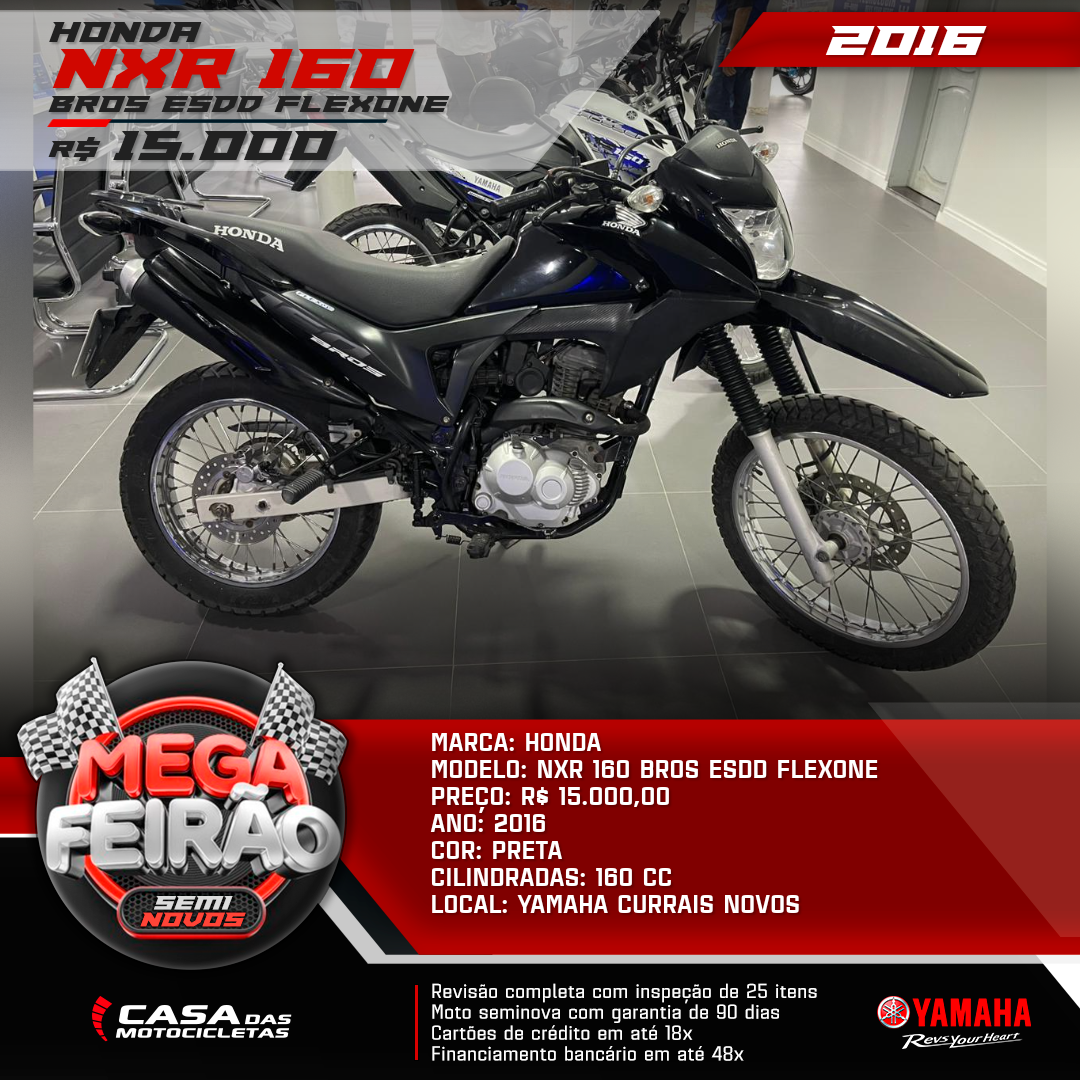 HONDA
NXR 160
BROS ESDD FLEXONE
R$ 15.000
2016
HONDA
YAMAHA
150
HONDA
HONDA
BROS
MEGA
FEIRÃO
SEMI
NOVOS
MARCA: HONDA
MODELO: NXR 160 BROS ESDD FLEXONE
PREÇO: R$ 15.000,00
ANO: 2016
COR: PRETA
CILINDRADAS: 160 CC
LOCAL: YAMAHA CURRAIS NOVOS
CASA DAS
MOTOCICLETAS
Revisão completa com inspeção de 25 itens
Moto seminova com garantia de 90 dias
Cartões de crédito em até 18x
Financiamento bancário em até 48x
YAMAHA
Revs Your Heart